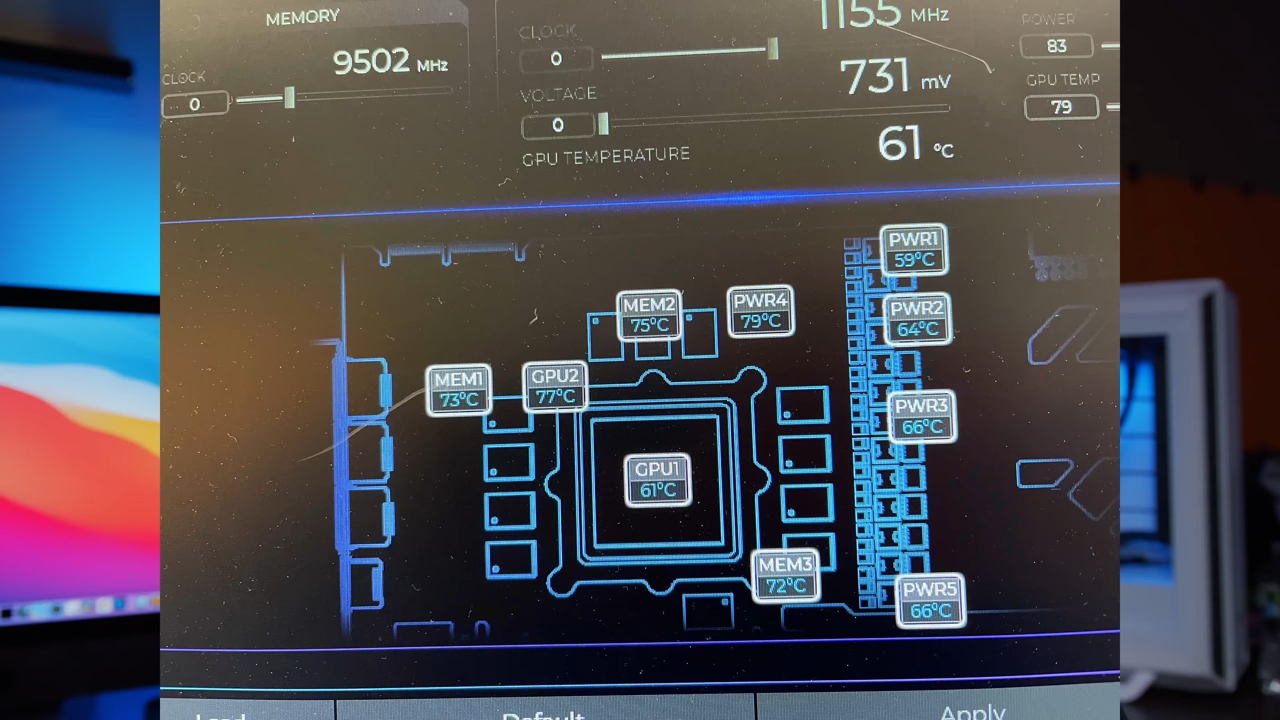 MEMORY
CLOCK
0
9502 MHz
CLOCK
0
1155 MHz
VOLTAGE
0
731 mV
GPU TEMPERATURE
61 °C
POWER
83
GPU TEMP
79
PWR1
59°C
MEM2
75°C
PWR4
79°C
PWR2
64°C
MEM1
73°C
GPU2
77°C
PWR3
66°C
GPU1
61°C
MEM3
72°C
PWR5
66°C
Load
Default
Apply